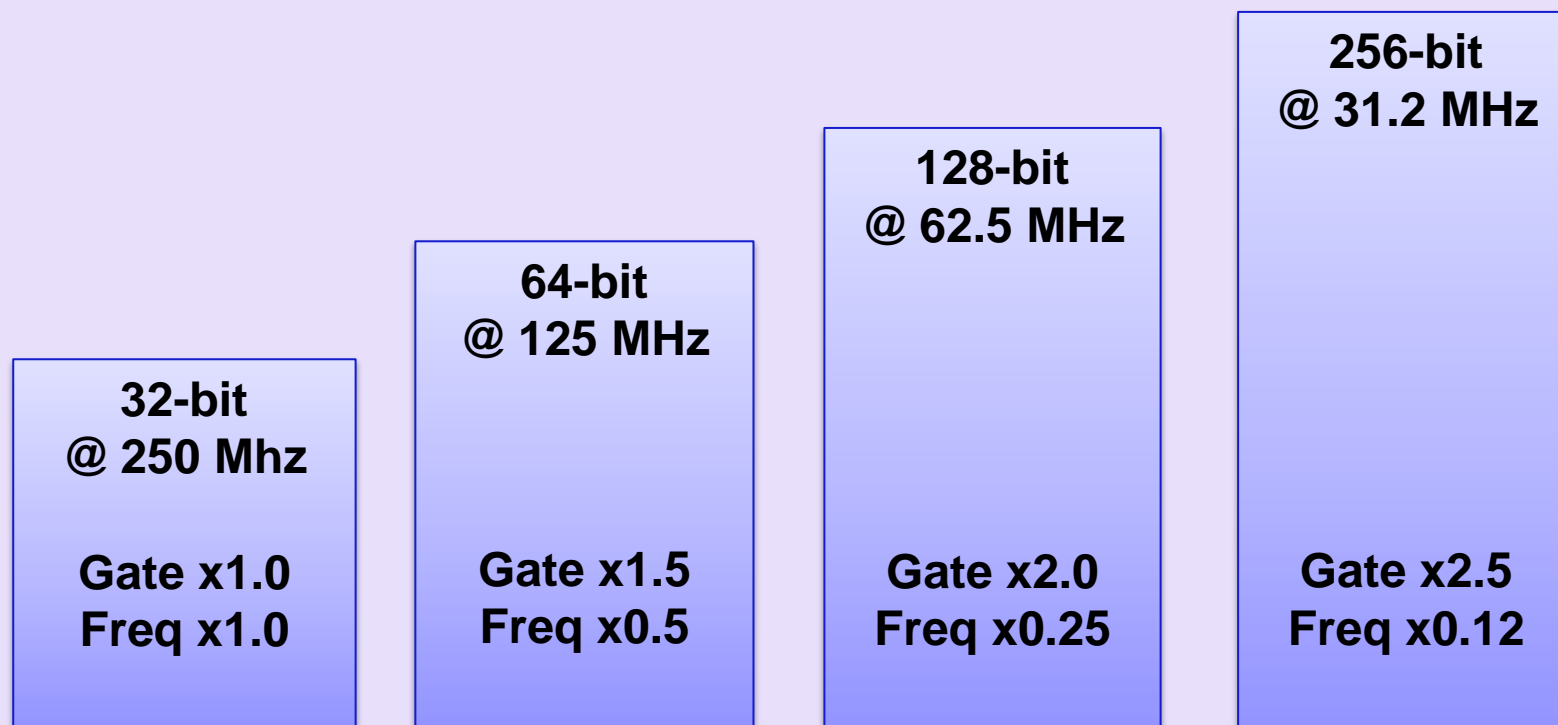 32-bit
@ 250 Mhz
Gate x1.0
Freq x1.0
64-bit
@ 125 MHz
Gate x1.5
Freq x0.5
128-bit
@ 62.5 MHz
Gate x2.0
Freq x0.25
256-bit
@ 31.2 MHz
Gate x2.5
Freq x0.12